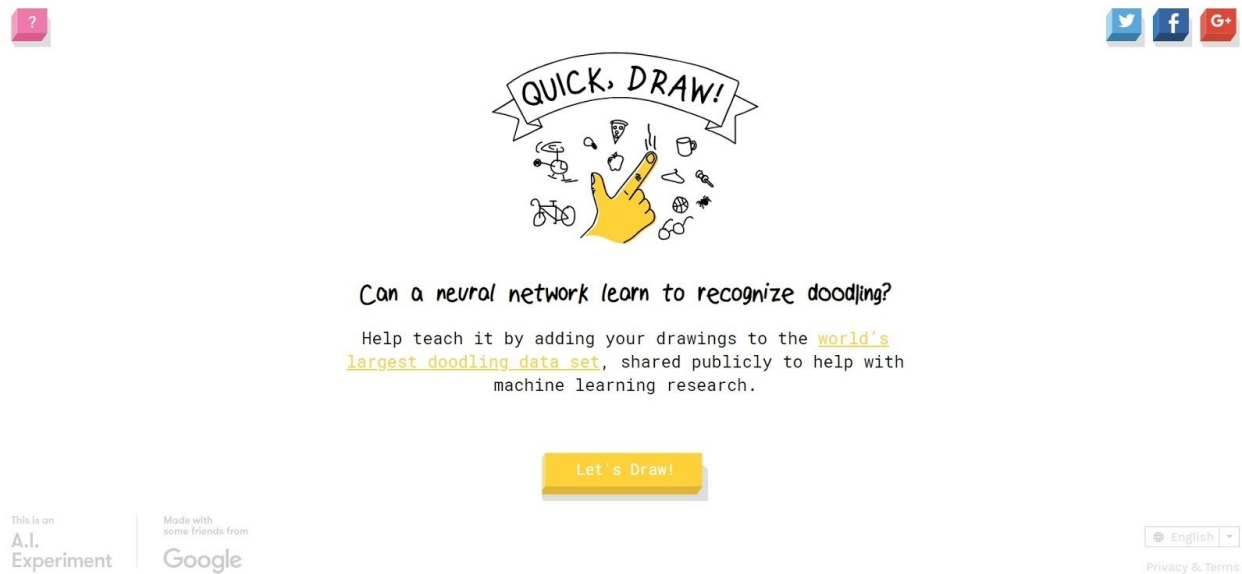 ?
G+
QUICK, DRAW!
Can a neural network learn to recognize doodling?
Help teach it by adding your drawings to the world's
largest doodling data set, shared publicly to help with
machine learning research.
Let's Draw!
This is an
A.I.
Experiment
Made with
some friends from
Google
English
Privacy & Terms